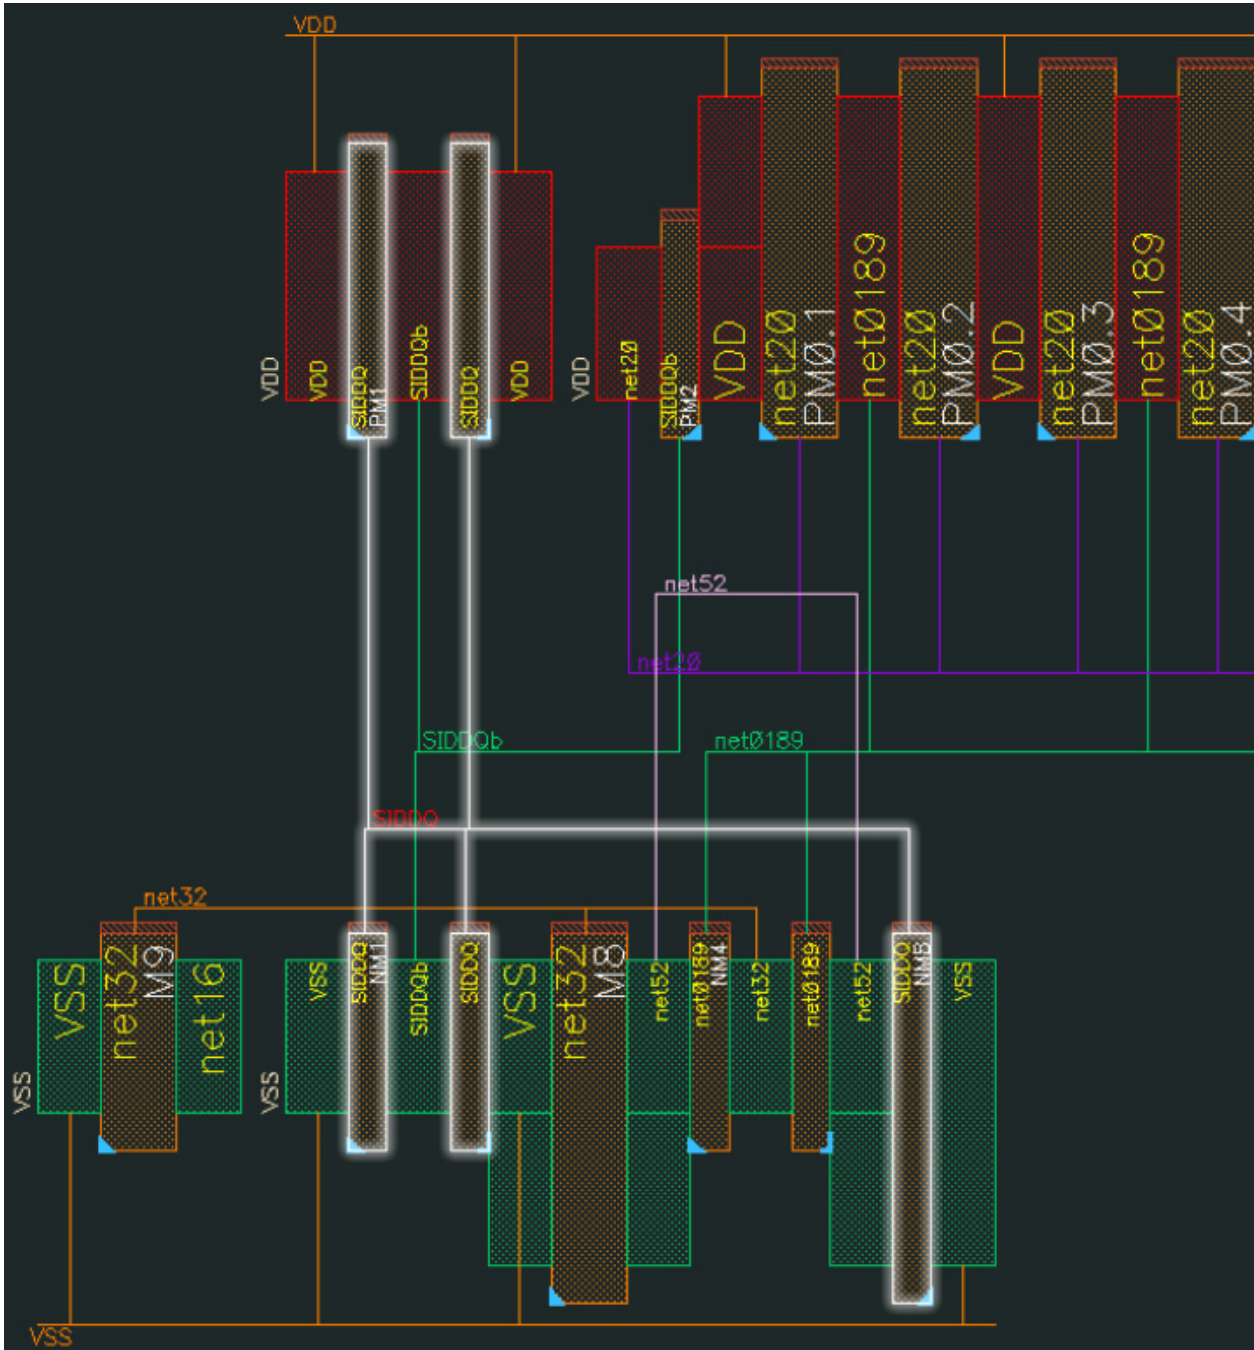 VDD
VDD
VDD
SIDDQ
PM1
SIDDQb
SIDDQ
VDD
VDD
net20
SIDDQb
PM2
VDD
net20
PM0.1
net0189
net20
PM0.2
VDD
net20
PM0.3
net0189
net20
PM0.4
net52
net20
SIDDQb
net0189
SIDDQ
net32
VSS
VSS
net32
M9
net16
VSS
VSS
SIDDQ
NM1
SIDDQb
SIDDQ
VSS
net32
M8
net52
net0189
NM4
net32
net0189
net52
SIDDQ
VSS
VSS